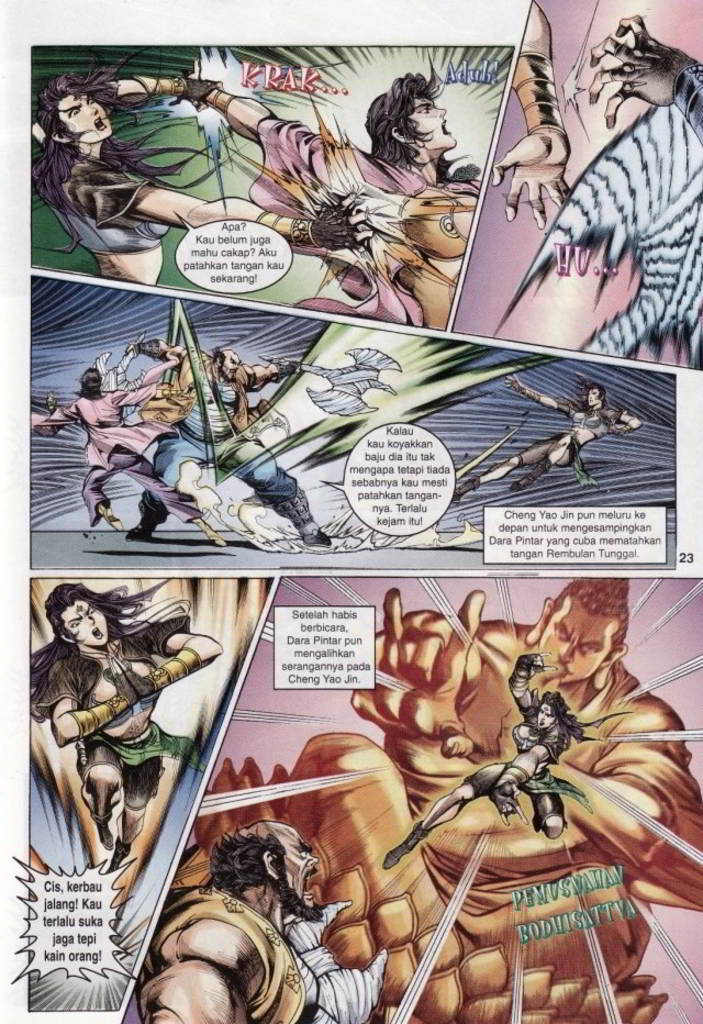 KRAK...
Aduh!
Apa?
Kau belum juga
mahu cakap? Aku
patahkan tangan kau
sekarang!
HU...
Kalau
kau koyakkan
baju dia itu tak
mengapa tetapi tiada
sebabnya kau mesti
patahkan tangan-
nya. Terlalu
kejam itu!
Cheng Yao Jin pun meluru ke
depan untuk mengesampingkan
Dara Pintar yang cuba mematahkan
tangan Rembulan Tunggal.
23
Cis, kerbau
jalang! Kau
terlalu suka
jaga tepi
kain orang!
Setelah habis
berbicara,
Dara Pintar pun
mengalihkan
serangannya pada
Cheng Yao Jin.
PEMUSNAHAN
BODHISATTVA